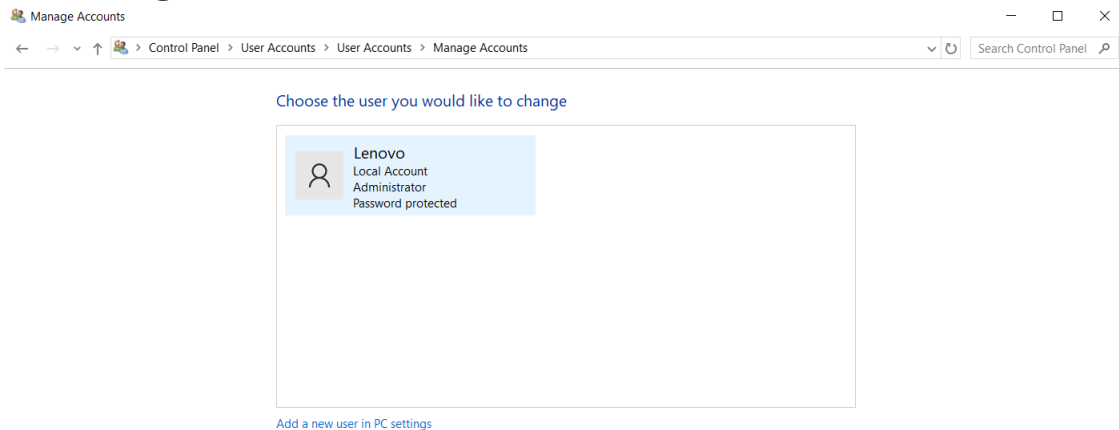 Manage Accounts
Control Panel > User Accounts > User Accounts > Manage Accounts
Search Control Panel
Choose the user you would like to change
Lenovo
Local Account
Administrator
Password protected
Add a new user in PC settings